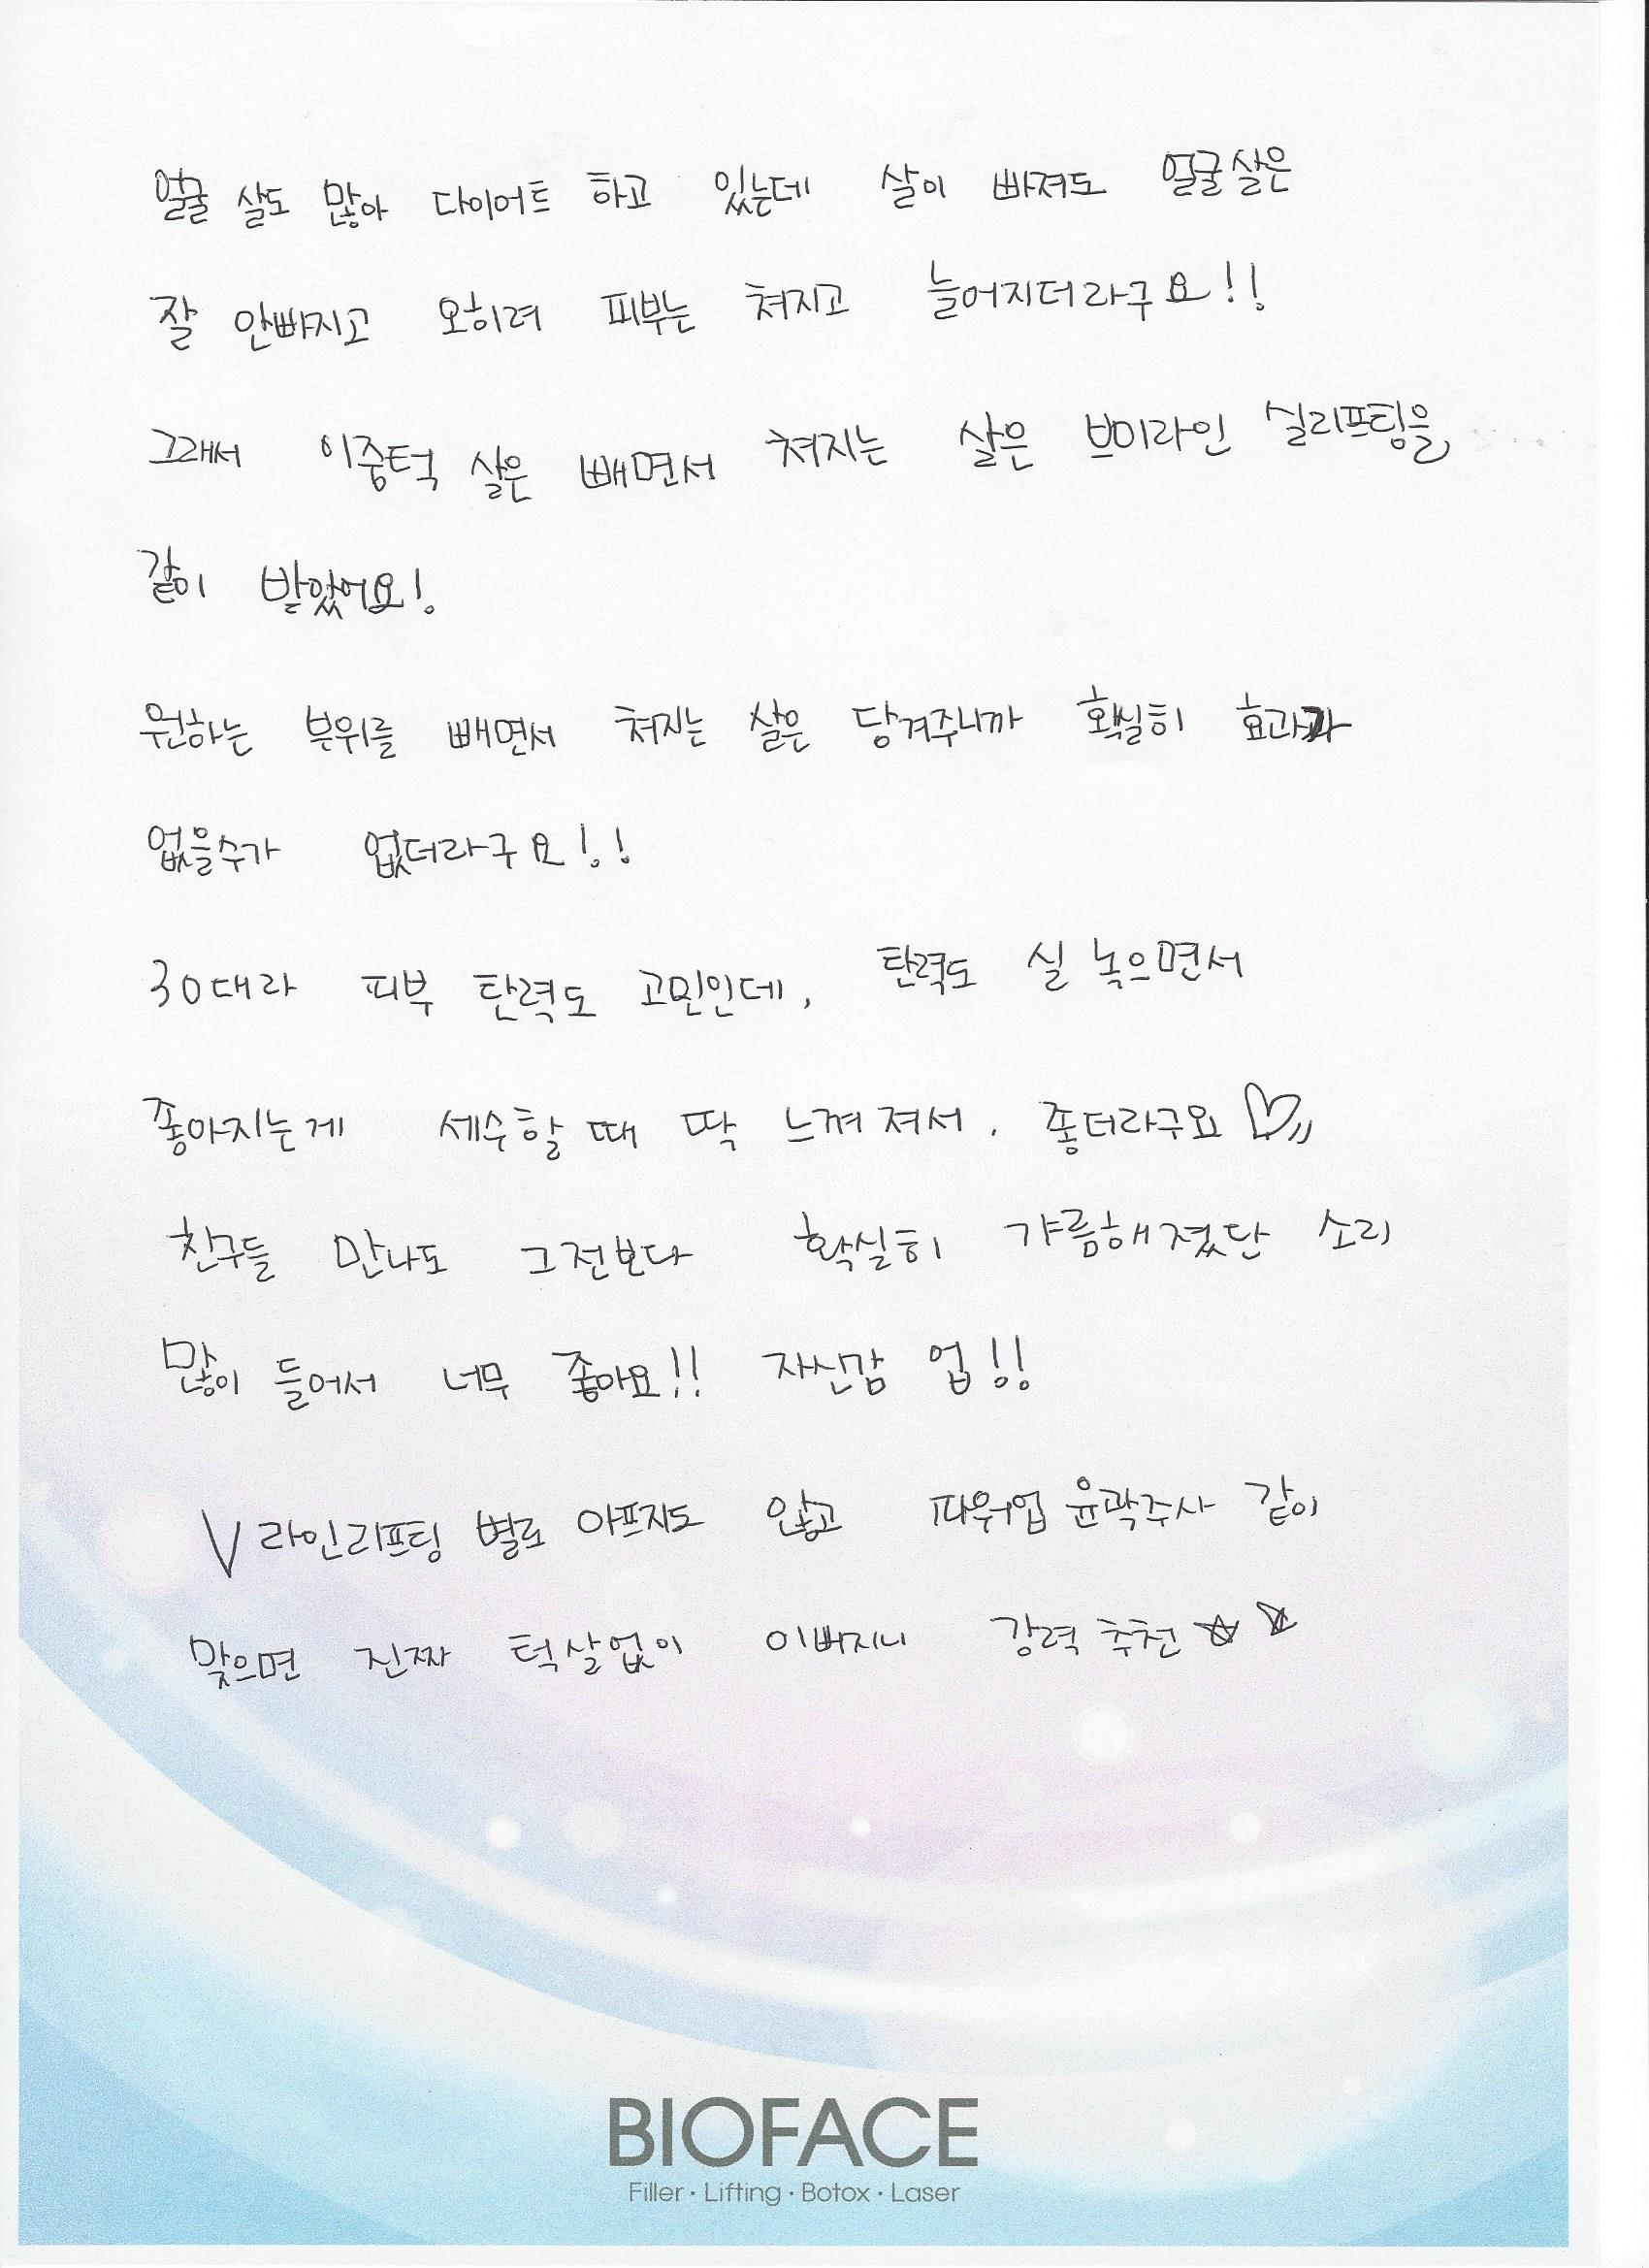 얼굴 살도 많아 다이어트 하고 있는데 살이 빠져도 얼굴살은
잘 안빠지고 오히려 피부는 쳐지고 늘어지더라구요!!
그래서 이중턱 살은 빼면서 쳐지는 살은 브이라인 실리프팅을
같이 받았어요!
원하는 부위를 빼면서 쳐지는 살은 당겨주니까 확실히 효과가
없을수가 없더라구요!!
30대라 피부 탄력도 고민인데, 탄력도 실 녹으면서
좋아지는게 세수할 때 딱 느껴져서. 좋더라구요♡〃
친구들 만나도 그전보다 확실히 갸름해졌단 소리
많이 들어서 너무 좋아요!! 자신감 업!!
V라인리프팅 별로 아프지도 않고 파워업 윤곽주사 같이
맞으면 진짜 턱살없이 이뻐지니 강력 추천☆☆
BIOFACE
Filler · Lifting · Botox · Laser